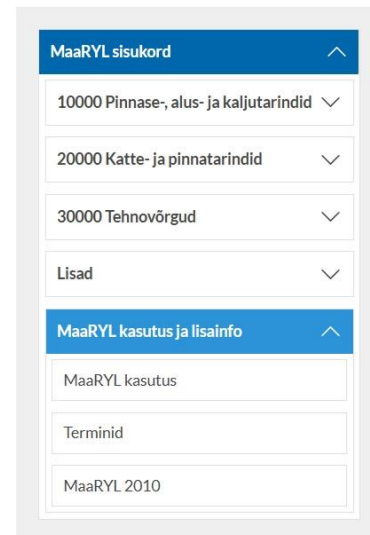 MaaRYL sisukord
10000 Pinnase-, alus- ja kaljutarindid
20000 Katte- ja pinnatarindid
30000 Tehnovõrgud
Lisad
MaaRYL kasutus ja lisainfo
MaaRYL kasutus
Terminid
MaaRYL 2010